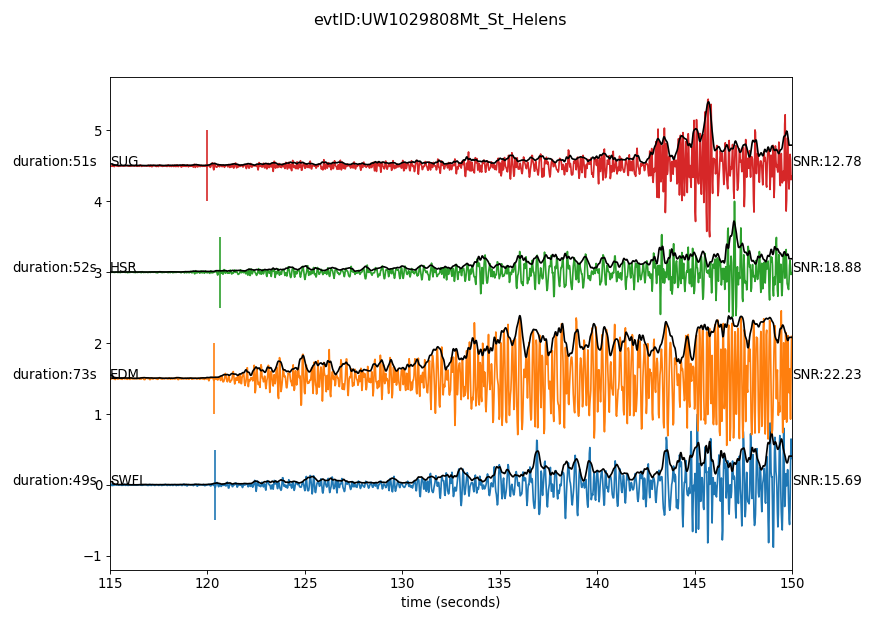 evtID:UW1029808Mt_St_Helens
5
duration:51s SUG SNR:12.78
4
duration:52s 3 HSR SNR:18.88
2
duration:73s EDM SNR:22.23
1
duration:49s 0 SWFL SNR:15.69
−1
115 120 125 130 135 140 145 150
time (seconds)